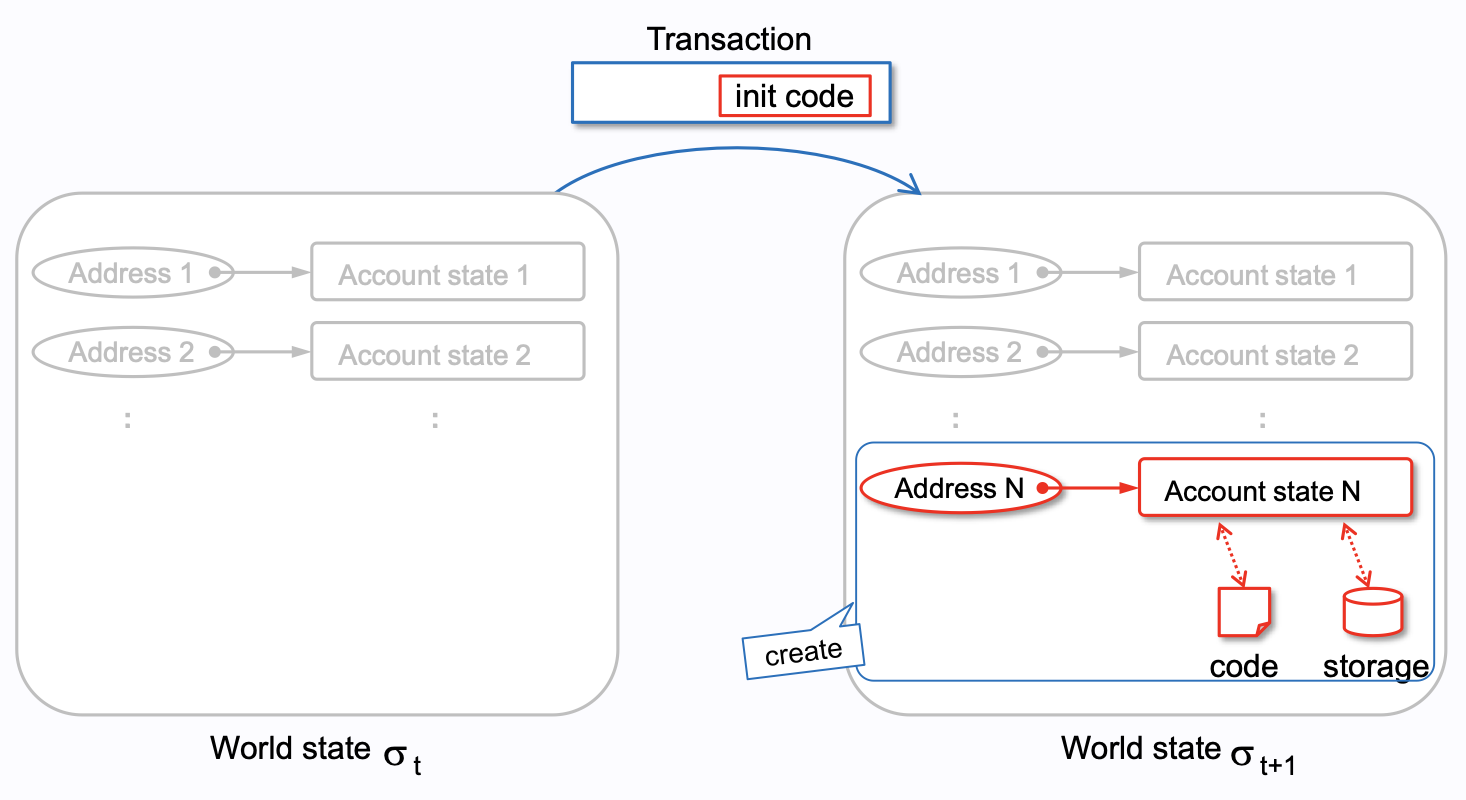 Transaction
init code
Address 1
Account state 1
Address 2
Account state 2
:
:
World state σ t
Address 1
Account state 1
Address 2
Account state 2
:
:
Address N
Account state N
create
code
storage
World state σ t+1